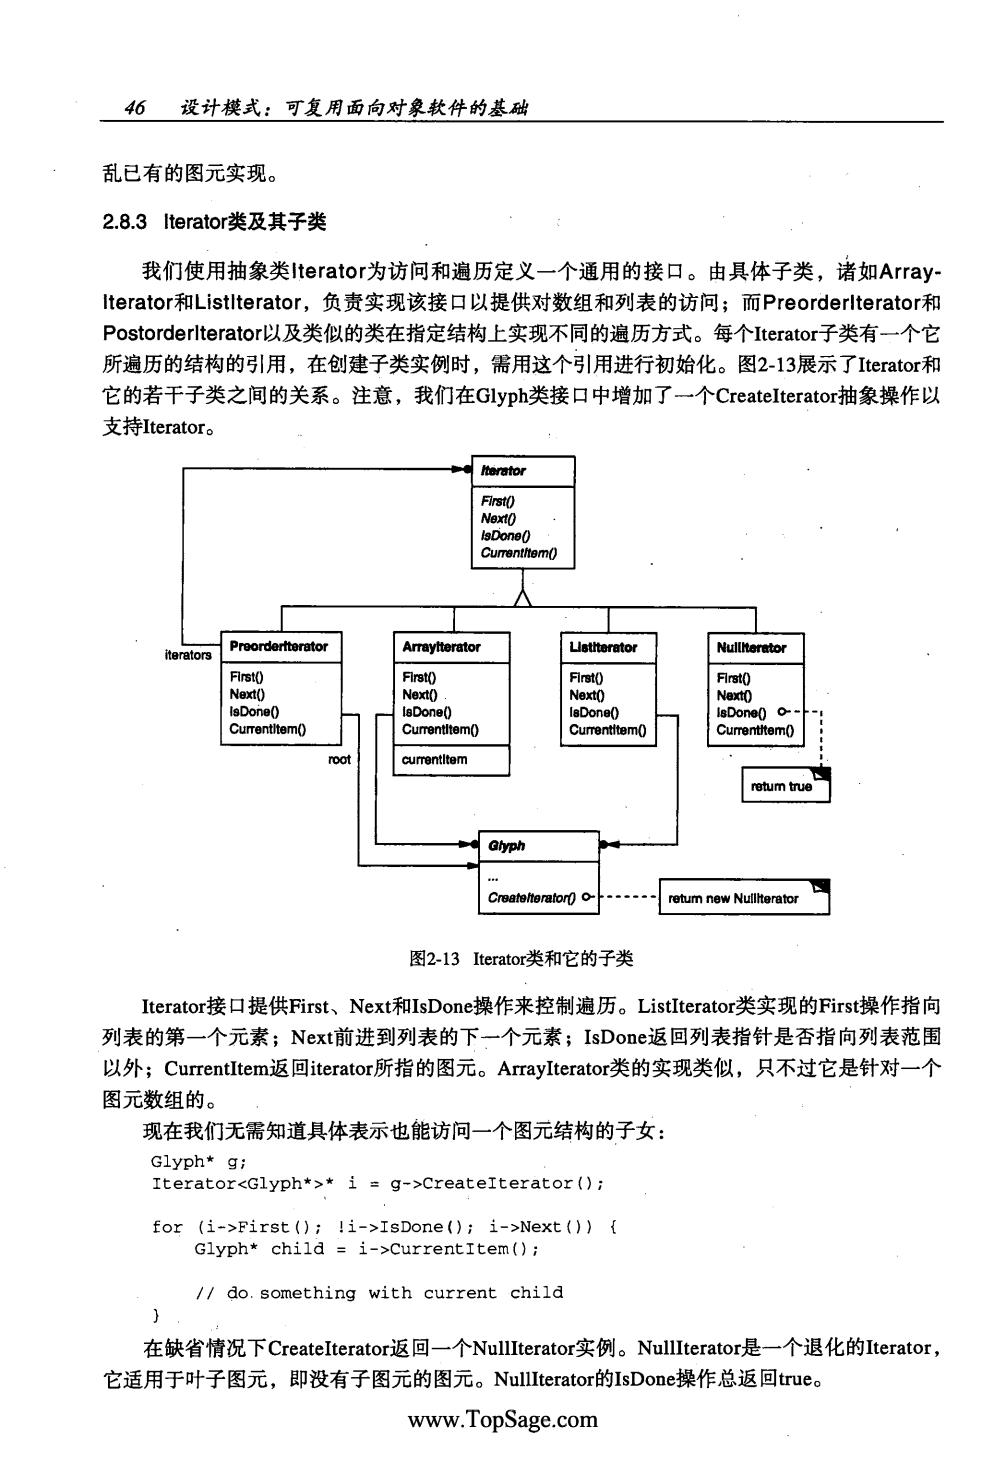 46 设计模式：可复用面向对象软件的基础
乱已有的图元实现。
2.8.3 Iterator类及其子类
我们使用抽象类Iterator为访问和遍历定义一个通用的接口。由具体子类，诸如Array-
Iterator和ListIterator，负责实现该接口以提供对数组和列表的访问；而PreorderIterator和
PostorderIterator以及类似的类在指定结构上实现不同的遍历方式。每个Iterator子类有一个它
所遍历的结构的引用，在创建子类实例时，需用这个引用进行初始化。图2-13展示了Iterator和
它的若干子类之间的关系。注意，我们在Glyph类接口中增加了一个CreateIterator抽象操作以
支持Iterator。
Iterator
First()
Next()
IsDone()
CurrentItem()
iterators
PreorderIterator
First()
Next()
IsDone()
CurrentItem()
root
ArrayIterator
First()
Next()
IsDone()
CurrentItem()
currentItem
ListIterator
First()
Next()
IsDone()
CurrentItem()
NullIterator
First()
Next()
IsDone()
CurrentItem()
return true
Glyph
...
CreateIterator()
return new NullIterator
图2-13 Iterator类和它的子类
Iterator接口提供First、Next和IsDone操作来控制遍历。ListIterator类实现的First操作指向
列表的第一个元素；Next前进到列表的下一个元素；IsDone返回列表指针是否指向列表范围
以外；CurrentItem返回iterator所指的图元。ArrayIterator类的实现类似，只不过它是针对一个
图元数组的。
现在我们无需知道具体表示也能访问一个图元结构的子女：
Glyph* g;
Iterator<Glyph*>* i = g->CreateIterator();
for (i->First(); !i->IsDone(); i->Next()) {
Glyph* child = i->CurrentItem();
// do something with current child
}
在缺省情况下CreateIterator返回一个NullIterator实例。NullIterator是一个退化的Iterator，
它适用于叶子图元，即没有子图元的图元。NullIterator的IsDone操作总返回true。
www.TopSage.com